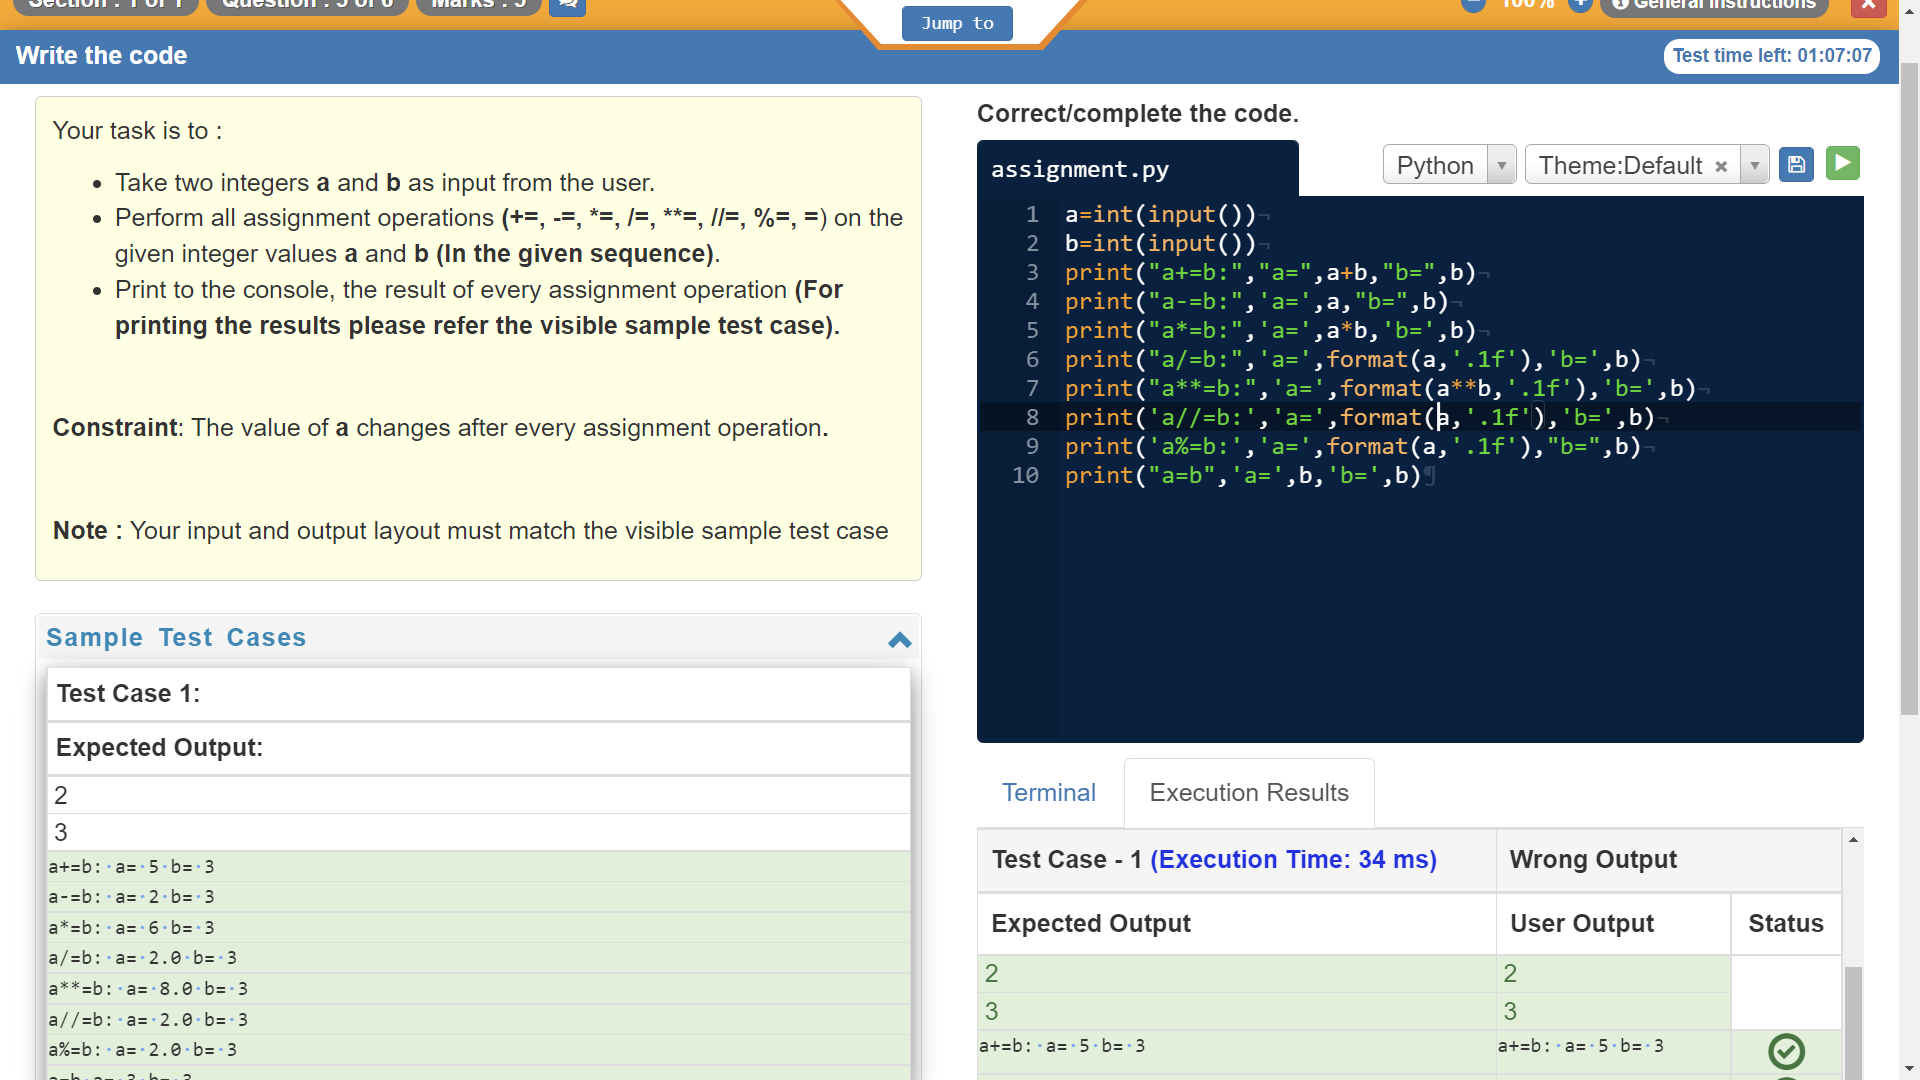 Section : 1 of 1 Question : 5 of 6 Marks : 5
Jump to
100%
General Instructions
Write the code
Test time left: 01:07:07
Your task is to :
• Take two integers a and b as input from the user.
• Perform all assignment operations (+=, -=, *=, /=, **=, //=, %=, =) on the
given integer values a and b (In the given sequence).
• Print to the console, the result of every assignment operation (For
printing the results please refer the visible sample test case).
Constraint: The value of a changes after every assignment operation.
Note : Your input and output layout must match the visible sample test case
Sample Test Cases
Test Case 1:
Expected Output:
2
3
a+=b:·a=·5·b=·3
a-=b:·a=·2·b=·3
a*=b:·a=·6·b=·3
a/=b:·a=·2.0·b=·3
a**=b:·a=·8.0·b=·3
a//=b:·a=·2.0·b=·3
a%=b:·a=·2.0·b=·3
a=b·a=·3·b=·3
Correct/complete the code.
assignment.py
Python
Theme:Default ×
1 a=int(input())¬
2 b=int(input())¬
3 print("a+=b:","a=",a+b,"b=",b)¬
4 print("a-=b:",'a=',a,"b=",b)¬
5 print("a*=b:",'a=',a*b,'b=',b)¬
6 print("a/=b:",'a=',format(a,'.1f'),'b=',b)¬
7 print("a**=b:",'a=',format(a**b,'.1f'),'b=',b)¬
8 print('a//=b:','a=',format(a,'.1f'),'b=',b)¬
9 print('a%=b:','a=',format(a,'.1f'),"b=",b)¬
10 print("a=b",'a=',b,'b=',b)¶
Terminal
Execution Results
Test Case - 1 (Execution Time: 34 ms)
Wrong Output
Expected Output
User Output
Status
2
2
3
3
a+=b:·a=·5·b=·3
a+=b:·a=·5·b=·3